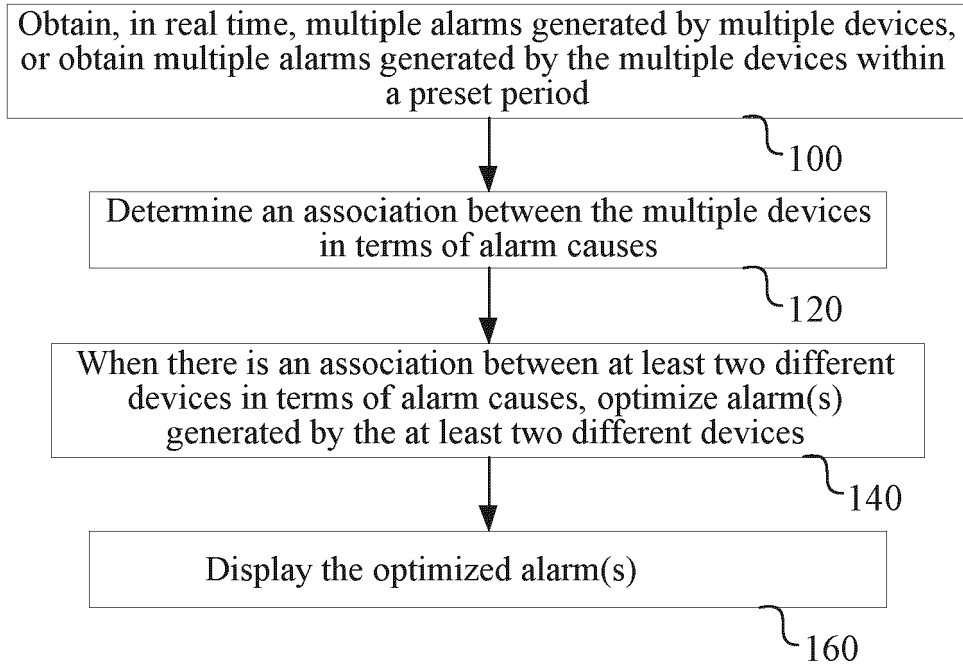 Obtain, in real time, multiple alarms generated by multiple devices,
or obtain multiple alarms generated by the multiple devices within
a preset period
100
Determine an association between the multiple devices
in terms of alarm causes
120
When there is an association between at least two different
devices in terms of alarm causes, optimize alarm(s)
generated by the at least two different devices
140
Display the optimized alarm(s)
160